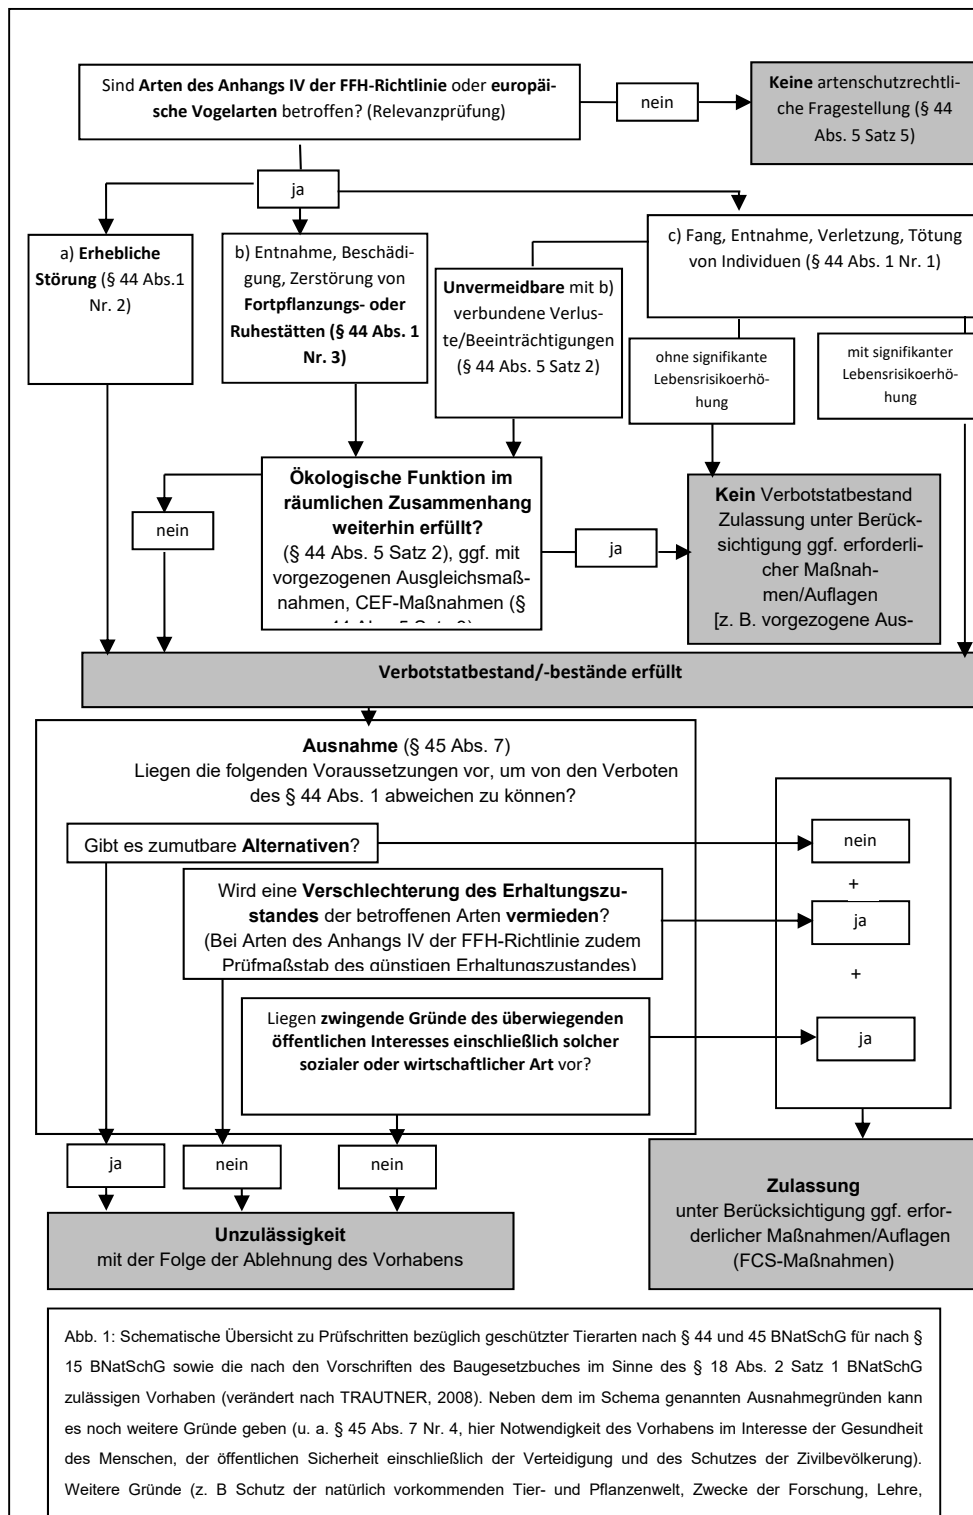 Sind Arten des Anhangs IV der FFH-Richtlinie oder europäi-
sche Vogelarten betroffen? (Relevanzprüfung)
nein
Keine artenschutzrecht-
liche Fragestellung (§ 44
Abs. 5 Satz 5)
ja
a) Erhebliche
Störung (§ 44 Abs.1
Nr. 2)
b) Entnahme, Beschädi-
gung, Zerstörung von
Fortpflanzungs- oder
Ruhestätten (§ 44 Abs. 1
Nr. 3)
Unvermeidbare mit b)
verbundene Verlus-
te/Beeinträchtigungen
(§ 44 Abs. 5 Satz 2)
c) Fang, Entnahme, Verletzung, Tötung
von Individuen (§ 44 Abs. 1 Nr. 1)
ohne signifikante
Lebensrisikoerhö-
hung
mit signifikanter
Lebensrisikoerhö-
hung
nein
Ökologische Funktion im
räumlichen Zusammenhang
weiterhin erfüllt?
(§ 44 Abs. 5 Satz 2), ggf. mit
vorgezogenen Ausgleichsmaß-
nahmen, CEF-Maßnahmen (§
ja
Kein Verbotstatbestand
Zulassung unter Berück-
sichtigung ggf. erforderli-
cher Maßnah-
men/Auflagen
[z. B. vorgezogene Aus-
Verbotstatbestand/-bestände erfüllt
Ausnahme (§ 45 Abs. 7)
Liegen die folgenden Voraussetzungen vor, um von den Verboten
des § 44 Abs. 1 abweichen zu können?
Gibt es zumutbare Alternativen?
nein
+
Wird eine Verschlechterung des Erhaltungszu-
standes der betroffenen Arten vermieden?
(Bei Arten des Anhangs IV der FFH-Richtlinie zudem
Prüfmaßstab des günstigen Erhaltungszustandes)
ja
+
Liegen zwingende Gründe des überwiegenden
öffentlichen Interesses einschließlich solcher
sozialer oder wirtschaftlicher Art vor?
ja
ja
nein
nein
Unzulässigkeit
mit der Folge der Ablehnung des Vorhabens
Zulassung
unter Berücksichtigung ggf. erfor-
derlicher Maßnahmen/Auflagen
(FCS-Maßnahmen)
Abb. 1: Schematische Übersicht zu Prüfschritten bezüglich geschützter Tierarten nach § 44 und 45 BNatSchG für nach §
15 BNatSchG sowie die nach den Vorschriften des Baugesetzbuches im Sinne des § 18 Abs. 2 Satz 1 BNatSchG
zulässigen Vorhaben (verändert nach TRAUTNER, 2008). Neben dem im Schema genannten Ausnahmegründen kann
es noch weitere Gründe geben (u. a. § 45 Abs. 7 Nr. 4, hier Notwendigkeit des Vorhabens im Interesse der Gesundheit
des Menschen, der öffentlichen Sicherheit einschließlich der Verteidigung und des Schutzes der Zivilbevölkerung).
Weitere Gründe (z. B Schutz der natürlich vorkommenden Tier- und Pflanzenwelt, Zwecke der Forschung, Lehre,